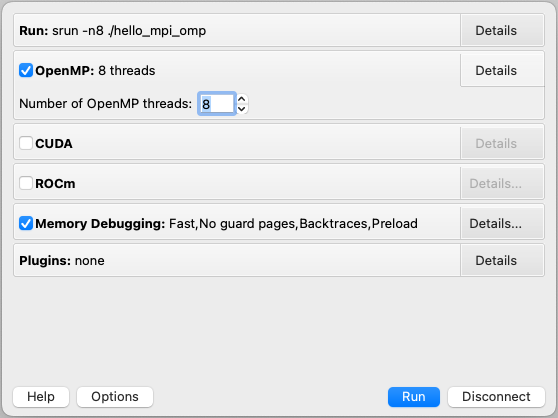 Run: srun -n8 ./hello_mpi_omp Details
OpenMP: 8 threads Details
Number of OpenMP threads: 8
CUDA Details
ROCm Details...
Memory Debugging: Fast,No guard pages,Backtraces,Preload Details...
Plugins: none Details
Help Options Run Disconnect